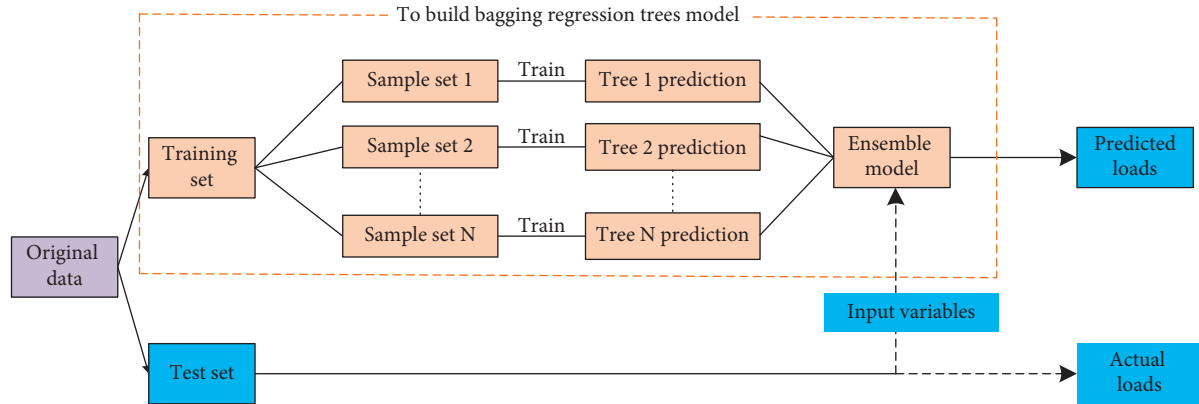 To build bagging regression trees model
Sample set 1
Train
Tree 1 prediction
Training
set
Sample set 2
Train
Tree 2 prediction
Ensemble
model
Predicted
loads
Sample set N
Train
Tree N prediction
Original
data
Input variables
Test set
Actual
loads